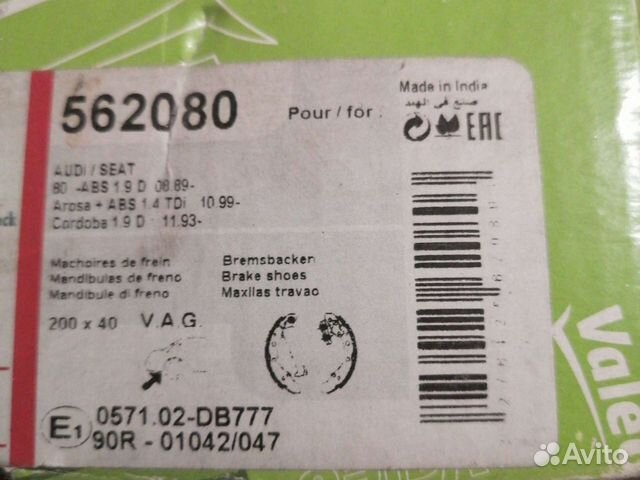 562080
Pour / for :
Made in India
صنع في الهند
EAC
AUDI / SEAT
80 -ABS 1.9 D 08.89-
Arosa + ABS 1.4 TDi 10.99-
Cordoba 1.9 D 11.93-
Machoires de frein
Mandibulas de freno
Mandibule di freno
Bremsbacken
Brake shoes
Maxilas travao
200 x 40 V.A.G.
E1
0571.02-DB777
90R - 01042/047
Valeo
Avito